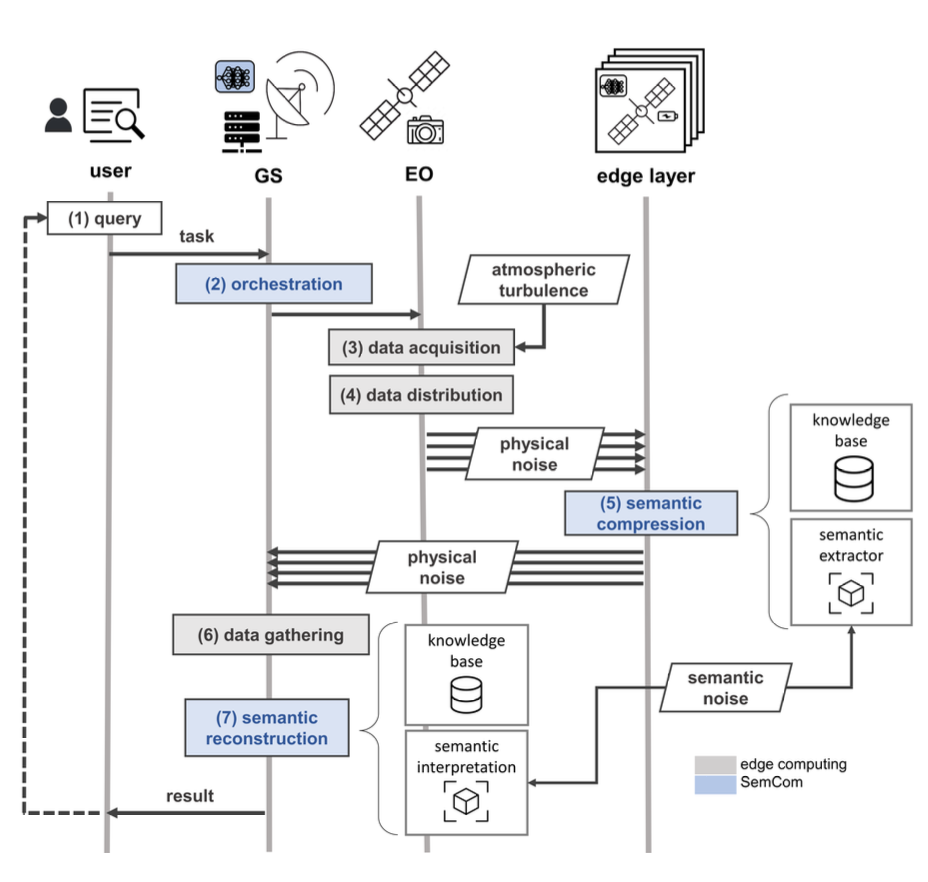 user
GS
EO
edge layer
(1) query
task
(2) orchestration
atmospheric
turbulence
(3) data acquisition
(4) data distribution
physical
noise
knowledge
base
(5) semantic
compression
semantic
extractor
physical
noise
(6) data gathering
knowledge
base
semantic
noise
(7) semantic
reconstruction
semantic
interpretation
edge computing
SemCom
result